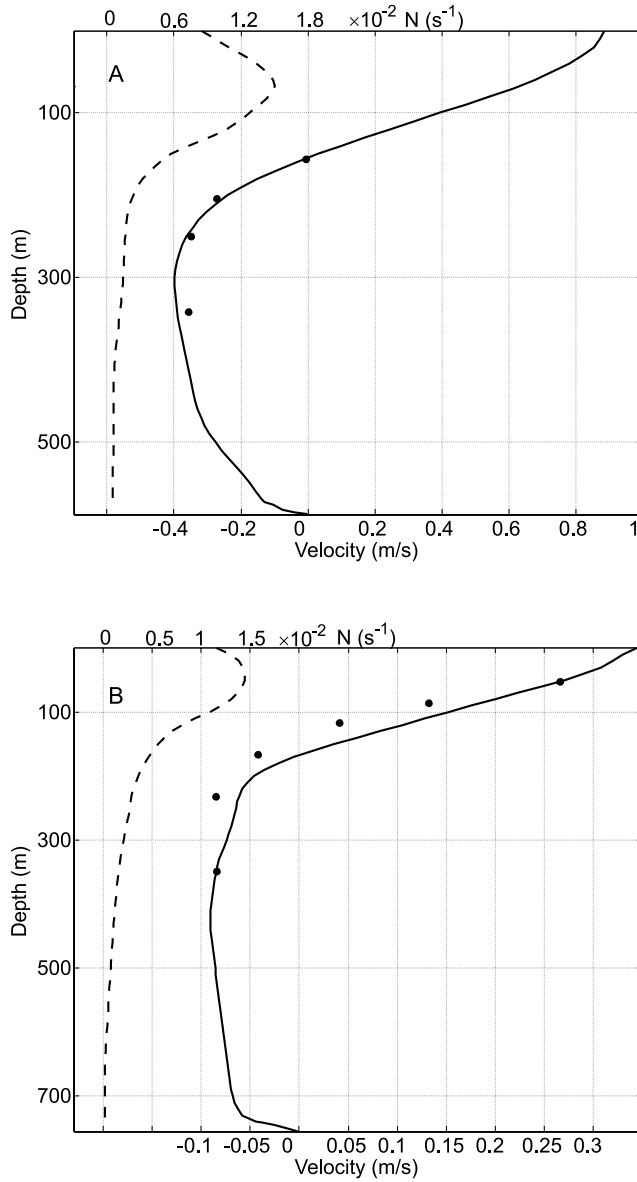 0 0.6 1.2 1.8 ×10⁻² N (s⁻¹)
A
100
300
500
Depth (m)
-0.4 -0.2 0 0.2 0.4 0.6 0.8 1
Velocity (m/s)
0 0.5 1 1.5 ×10⁻² N (s⁻¹)
B
100
300
500
700
Depth (m)
-0.1 -0.05 0 0.05 0.1 0.15 0.2 0.25 0.3
Velocity (m/s)